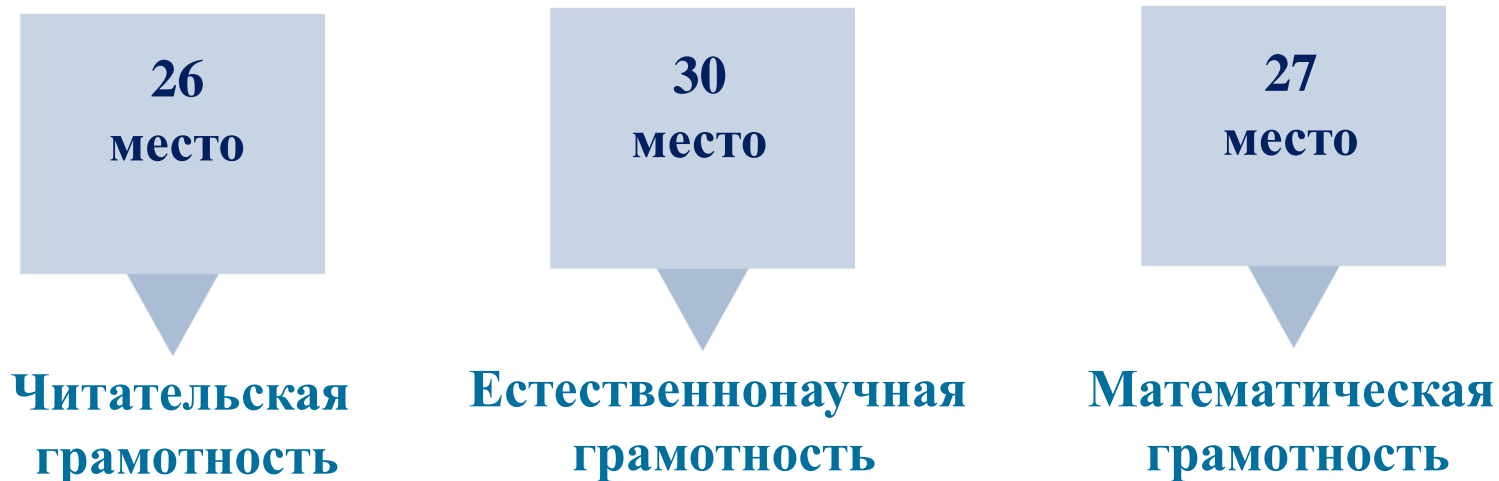 26
место
30
место
27
место
Читательская
грамотность
Естественнонаучная
грамотность
Математическая
грамотность